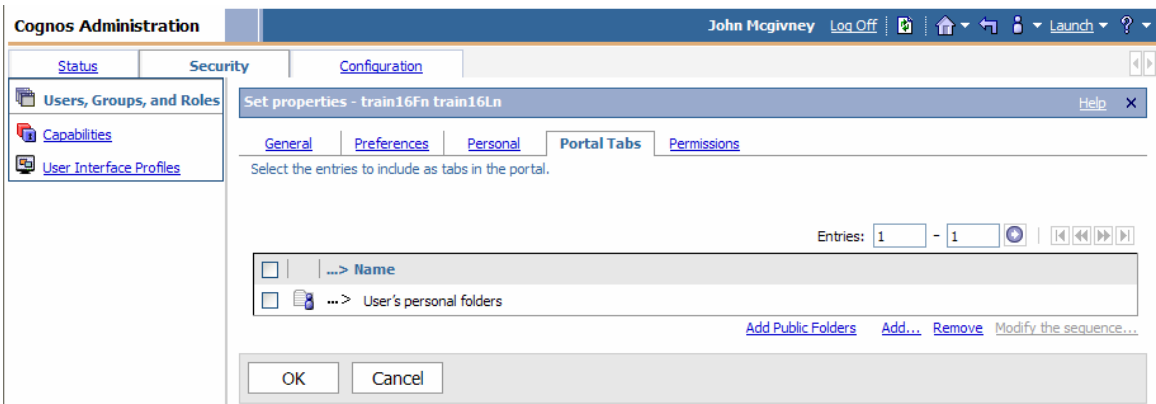 Cognos Administration
John Mcgivney Log Off Launch ?
Status Security Configuration
Users, Groups, and Roles
Capabilities
User Interface Profiles
Set properties - train16Fn train16Ln Help X
General Preferences Personal Portal Tabs Permissions
Select the entries to include as tabs in the portal.
Entries: 1 - 1
...> Name
...> User's personal folders
Add Public Folders Add... Remove Modify the sequence...
OK Cancel